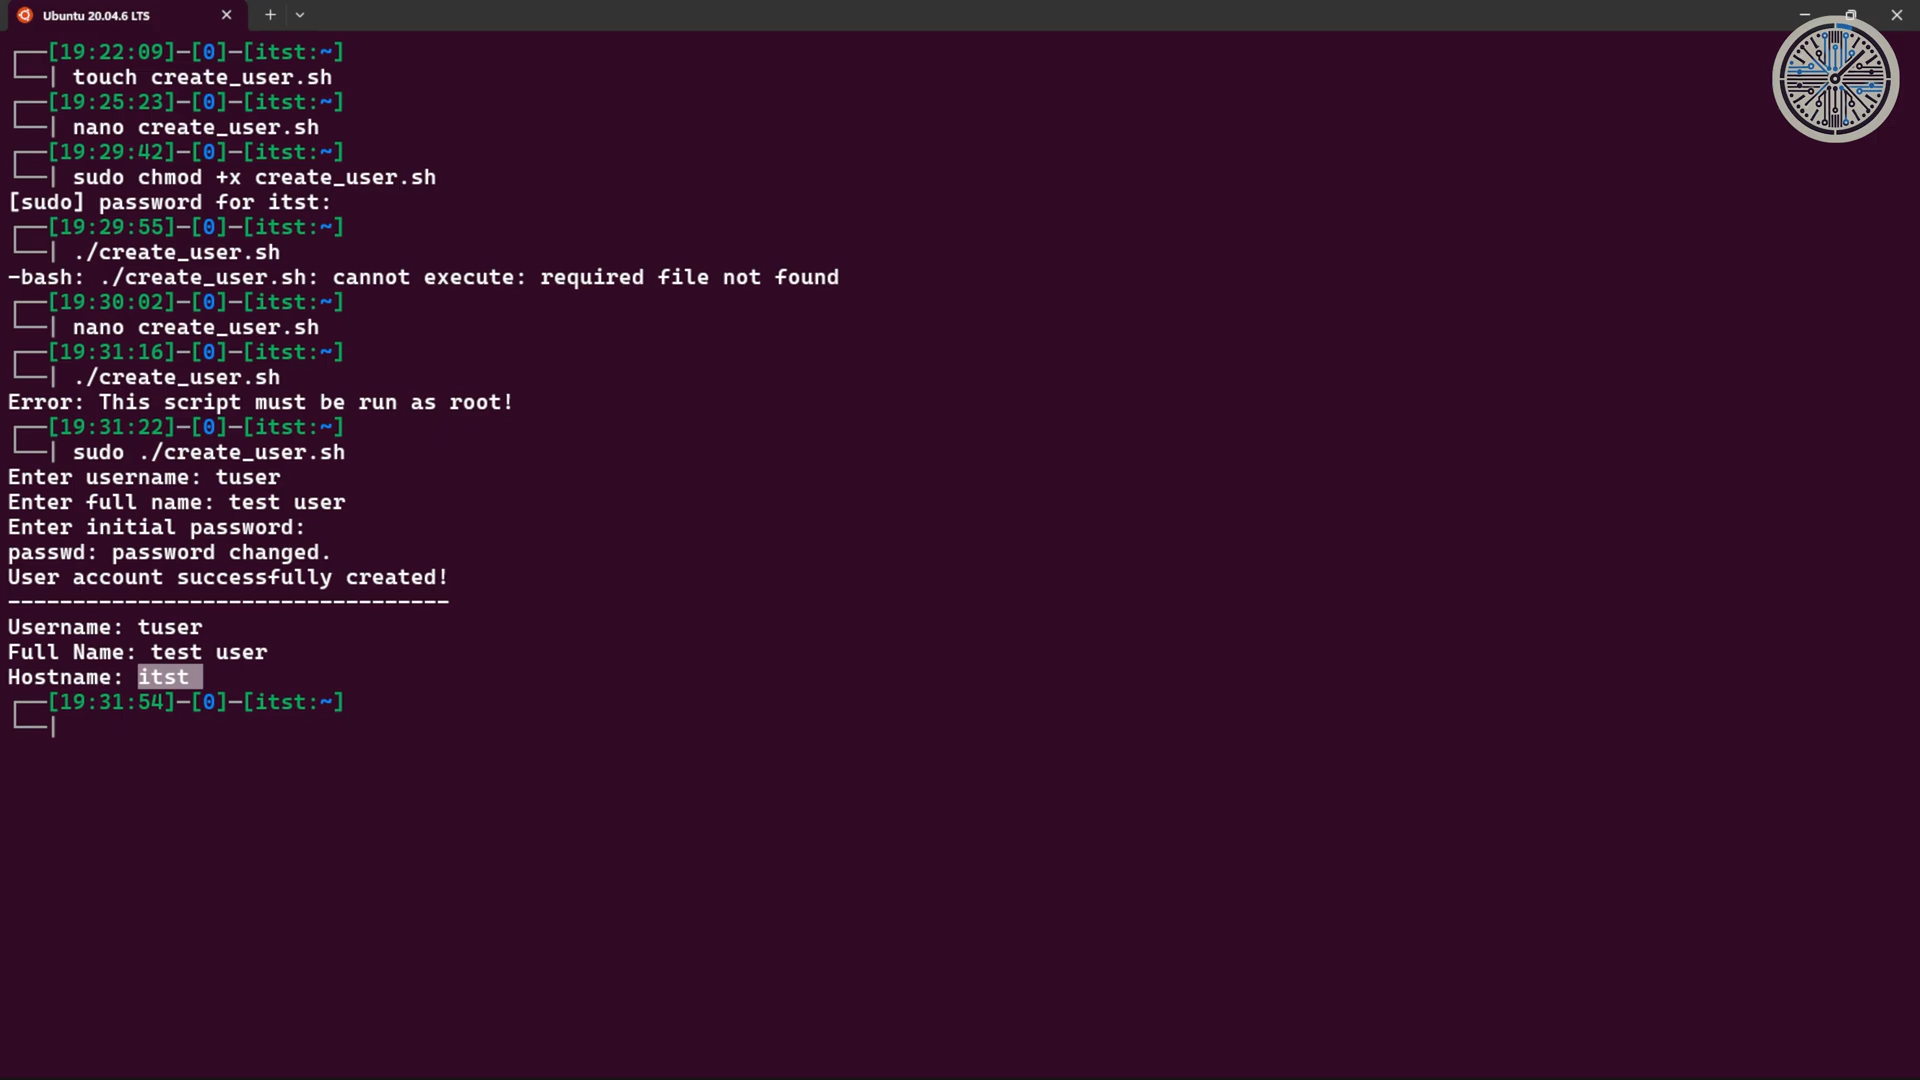 Ubuntu 20.04.6 LTS
┌──[19:22:09]─[0]─[itst:~]
└──| touch create_user.sh
┌──[19:25:23]─[0]─[itst:~]
└──| nano create_user.sh
┌──[19:29:42]─[0]─[itst:~]
└──| sudo chmod +x create_user.sh
[sudo] password for itst:
┌──[19:29:55]─[0]─[itst:~]
└──| ./create_user.sh
-bash: ./create_user.sh: cannot execute: required file not found
┌──[19:30:02]─[0]─[itst:~]
└──| nano create_user.sh
┌──[19:31:16]─[0]─[itst:~]
└──| ./create_user.sh
Error: This script must be run as root!
┌──[19:31:22]─[0]─[itst:~]
└──| sudo ./create_user.sh
Enter username: tuser
Enter full name: test user
Enter initial password:
passwd: password changed.
User account successfully created!
----------------------------------
Username: tuser
Full Name: test user
Hostname: itst
┌──[19:31:54]─[0]─[itst:~]
└──|